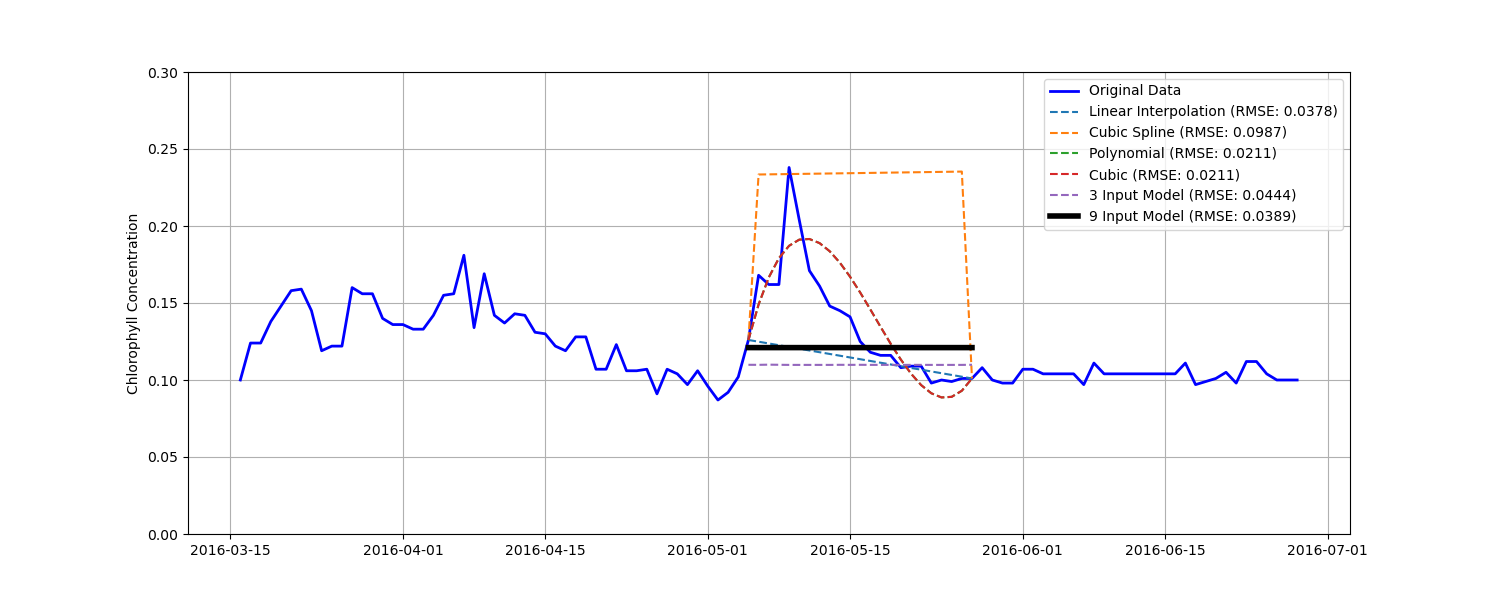 Chlorophyll Concentration
0.30
0.25
0.20
0.15
0.10
0.05
0.00
2016-03-15 2016-04-01 2016-04-15 2016-05-01 2016-05-15 2016-06-01 2016-06-15 2016-07-01
Original Data
Linear Interpolation (RMSE: 0.0378)
Cubic Spline (RMSE: 0.0987)
Polynomial (RMSE: 0.0211)
Cubic (RMSE: 0.0211)
3 Input Model (RMSE: 0.0444)
9 Input Model (RMSE: 0.0389)